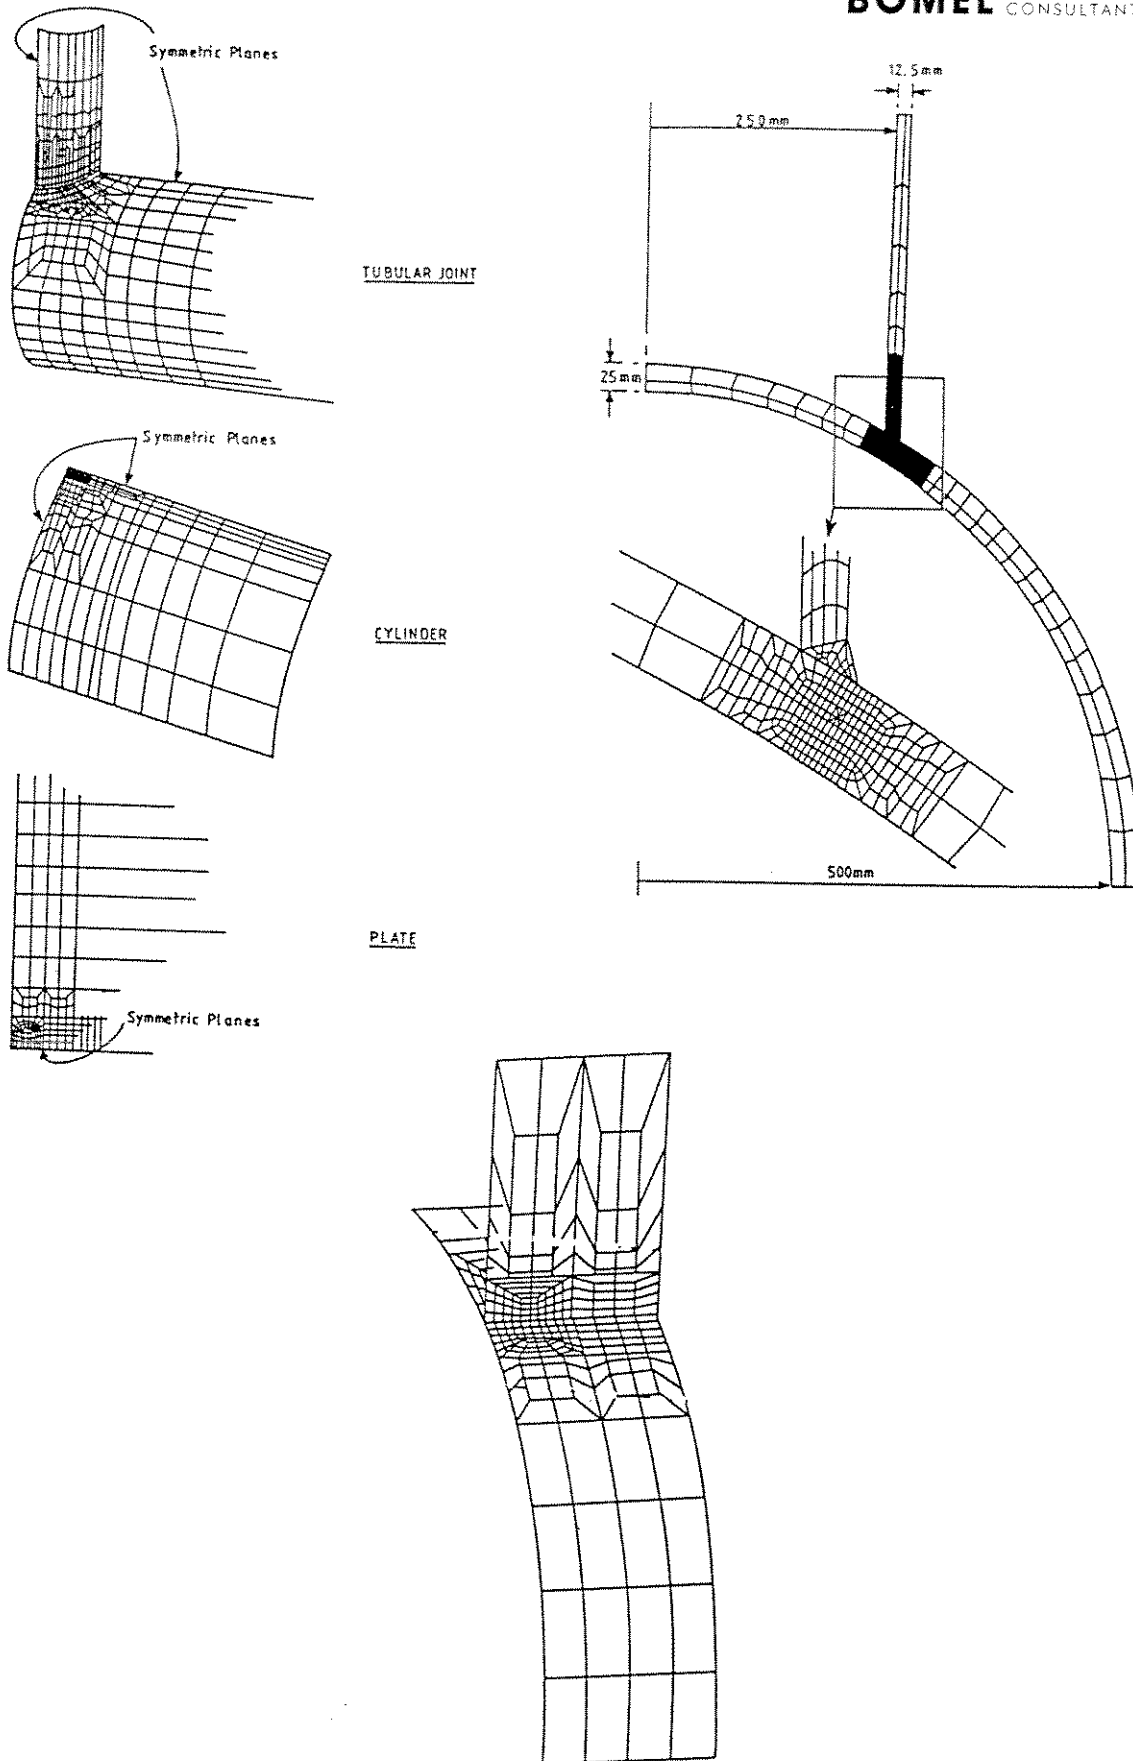 BOMEL CONSULTANT
Symmetric Planes
12.5mm
250mm
TUBULAR JOINT
25mm
Symmetric Planes
CYLINDER
500mm
PLATE
Symmetric Planes